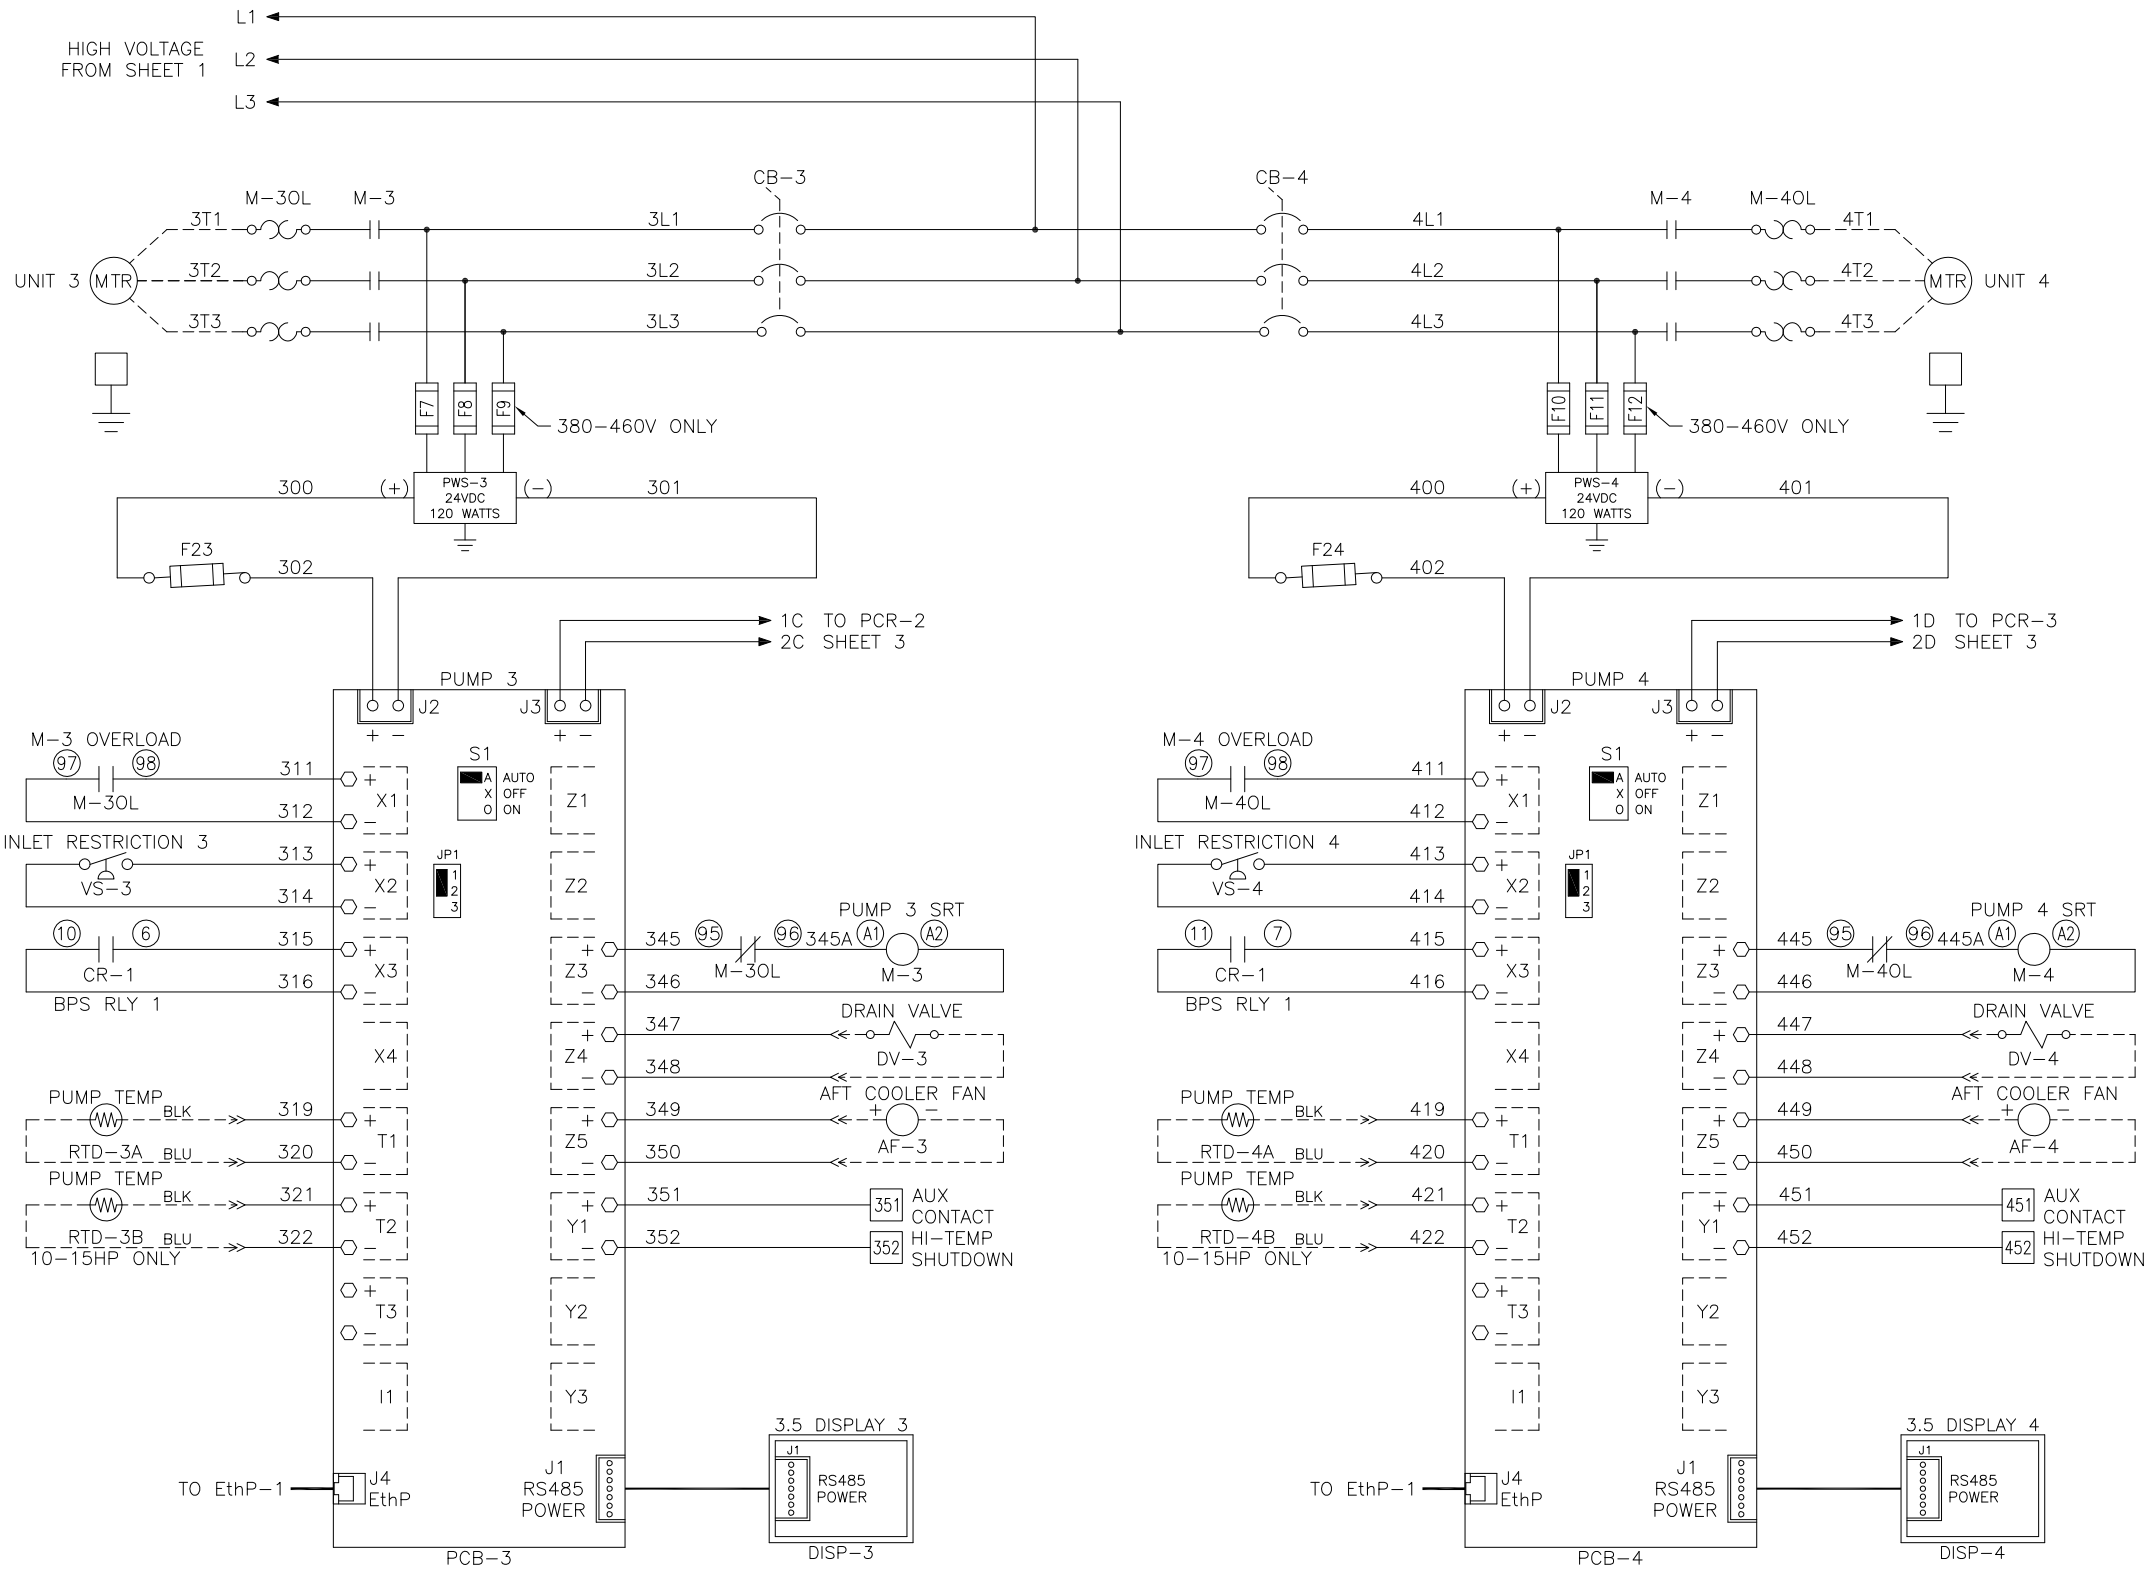 L1
HIGH VOLTAGE
FROM SHEET 1
L2
L3
CB-3
CB-4
M-3OL
M-3
M-4
M-4OL
3T1
3L1
4L1
4T1
UNIT 3
MTR
3T2
3L2
4L2
4T2
MTR
UNIT 4
3T3
3L3
4L3
4T3
F7
F8
F9
380-460V ONLY
F10
F11
F12
380-460V ONLY
300
(+)
PWS-3
24VDC
120 WATTS
(-)
301
400
(+)
PWS-4
24VDC
120 WATTS
(-)
401
F23
302
F24
402
1C TO PCR-2
2C SHEET 3
1D TO PCR-3
2D SHEET 3
PUMP 3
J2
J3
+ -
+ -
M-3 OVERLOAD
97
98
M-3OL
311
312
+
X1
-
S1
A AUTO
X OFF
O ON
Z1
INLET RESTRICTION 3
VS-3
313
314
+
X2
-
JP1
1
2
3
Z2
10
6
CR-1
BPS RLY 1
315
316
+
X3
-
+
Z3
-
345
95
96
M-3OL
345A
PUMP 3 SRT
A1
A2
M-3
346
X4
+
Z4
-
347
DRAIN VALVE
DV-3
348
PUMP TEMP
BLK
RTD-3A
BLU
319
320
+
T1
-
+
Z5
-
349
AFT COOLER FAN
+ -
AF-3
350
PUMP TEMP
BLK
RTD-3B
BLU
10-15HP ONLY
321
322
+
T2
-
+
Y1
-
351
351
AUX
CONTACT
352
352
HI-TEMP
SHUTDOWN
+
T3
-
Y2
I1
Y3
TO EthP-1
J4
EthP
J1
RS485
POWER
3.5 DISPLAY 3
J1
RS485
POWER
DISP-3
PCB-3
PUMP 4
J2
J3
+ -
+ -
M-4 OVERLOAD
97
98
M-4OL
411
412
+
X1
-
S1
A AUTO
X OFF
O ON
Z1
INLET RESTRICTION 4
VS-4
413
414
+
X2
-
JP1
1
2
3
Z2
11
7
CR-1
BPS RLY 1
415
416
+
X3
-
+
Z3
-
445
95
96
M-4OL
445A
PUMP 4 SRT
A1
A2
M-4
446
X4
+
Z4
-
447
DRAIN VALVE
DV-4
448
PUMP TEMP
BLK
RTD-4A
BLU
419
420
+
T1
-
+
Z5
-
449
AFT COOLER FAN
+ -
AF-4
450
PUMP TEMP
BLK
RTD-4B
BLU
10-15HP ONLY
421
422
+
T2
-
+
Y1
-
451
451
AUX
CONTACT
452
452
HI-TEMP
SHUTDOWN
+
T3
-
Y2
I1
Y3
TO EthP-1
J4
EthP
J1
RS485
POWER
3.5 DISPLAY 4
J1
RS485
POWER
DISP-4
PCB-4